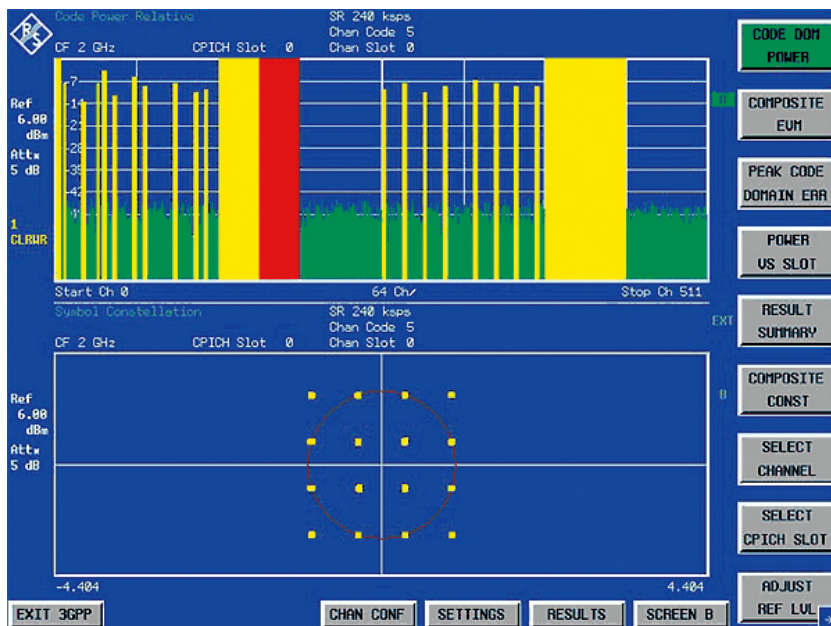 R&S
Code Power Relative
SR 240 ksps
Chan Code 5
CF 2 GHz CPICH Slot 0 Chan Slot 0
Ref
6.00
dBm
Att*
5 dB
1
CLRWR
-7
-14
-28
-35
-42
Start Ch 0 64 Ch/ Stop Ch 511
Symbol Constellation
SR 240 ksps
Chan Code 5
CF 2 GHz CPICH Slot 0 Chan Slot 0
Ref
6.00
dBm
Att*
5 dB
-4.404 4.404
EXT
B
CODE DOM
POWER
COMPOSITE
EVM
PEAK CODE
DOMAIN ERR
POWER
VS SLOT
RESULT
SUMMARY
COMPOSITE
CONST
SELECT
CHANNEL
SELECT
CPICH SLOT
ADJUST
REF LVL
EXIT 3GPP
CHAN CONF
SETTINGS
RESULTS
SCREEN B